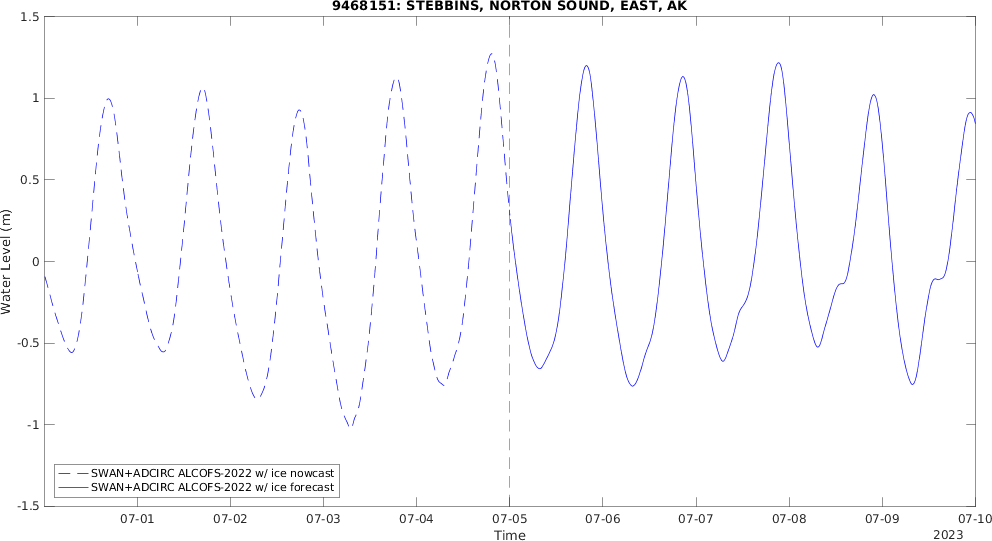 9468151: STEBBINS, NORTON SOUND, EAST, AK
1.5
1
0.5
0
-0.5
-1
-1.5
Water Level (m)
SWAN+ADCIRC ALCOFS-2022 w/ ice nowcast
SWAN+ADCIRC ALCOFS-2022 w/ ice forecast
07-01 07-02 07-03 07-04 07-05 07-06 07-07 07-08 07-09 07-10
Time
2023